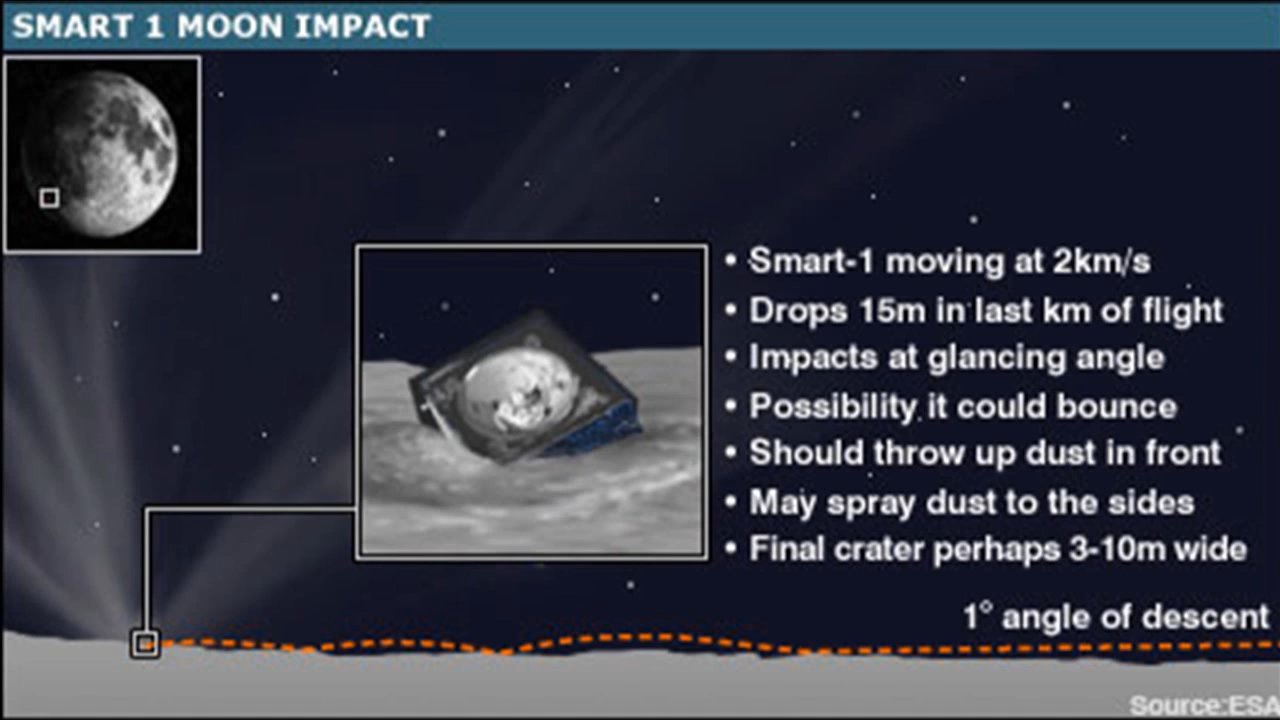 SMART 1 MOON IMPACT
• Smart-1 moving at 2km/s
• Drops 15m in last km of flight
• Impacts at glancing angle
• Possibility it could bounce
• Should throw up dust in front
• May spray dust to the sides
• Final crater perhaps 3-10m wide
1° angle of descent
Source:ESA